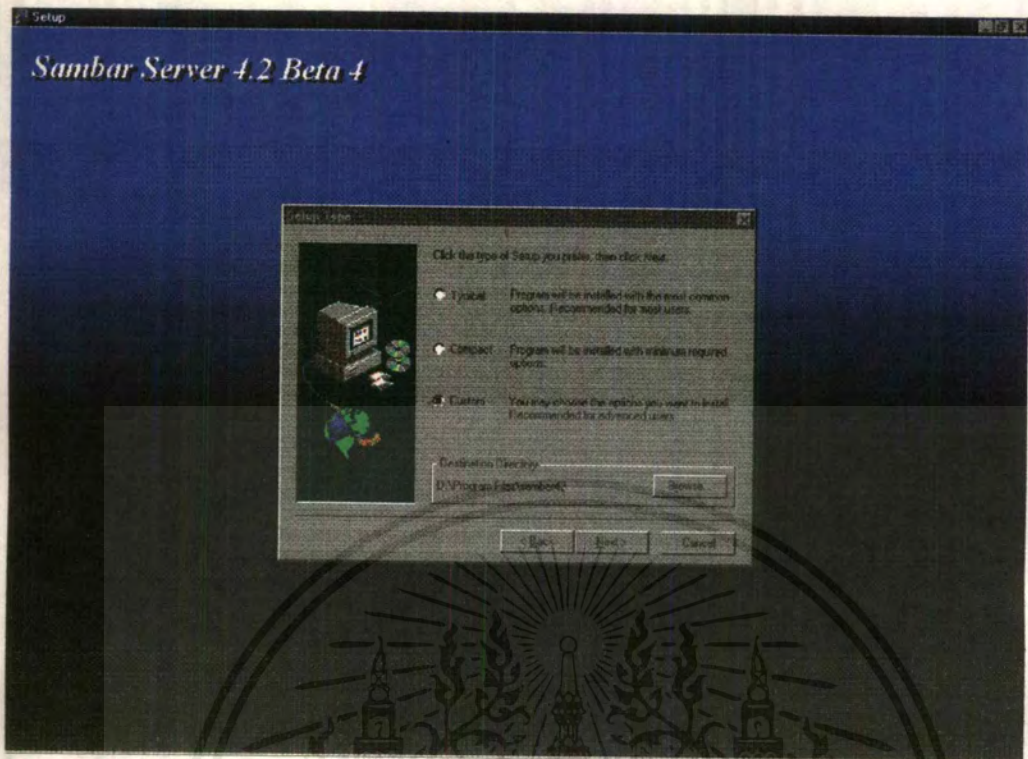 Setup
Sambar Server 4.2 Beta 4
Setup Type
Click the type of Setup you prefer, then click Next.
Typical Program will be installed with the most common
options. Recommended for most users.
Compact Program will be installed with minimum required
options.
Custom You may choose the options you want to install.
Recommended for advanced users.
Destination Directory
D:\Program Files\
Browse...
< Back
Next >
Cancel